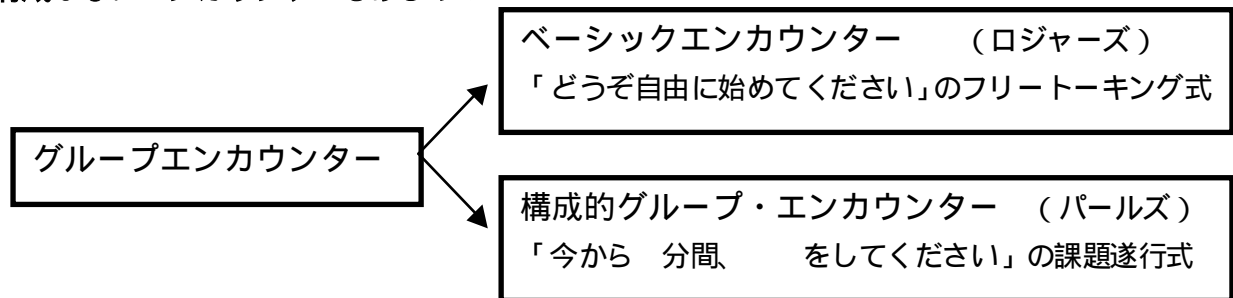 ベーシックエンカウンター　（ロジャーズ）
「どうぞ自由に始めてください」のフリートーキング式
グループエンカウンター
構成的グループ・エンカウンター　（パールズ）
「今から　分間、　　をしてください」の課題遂行式